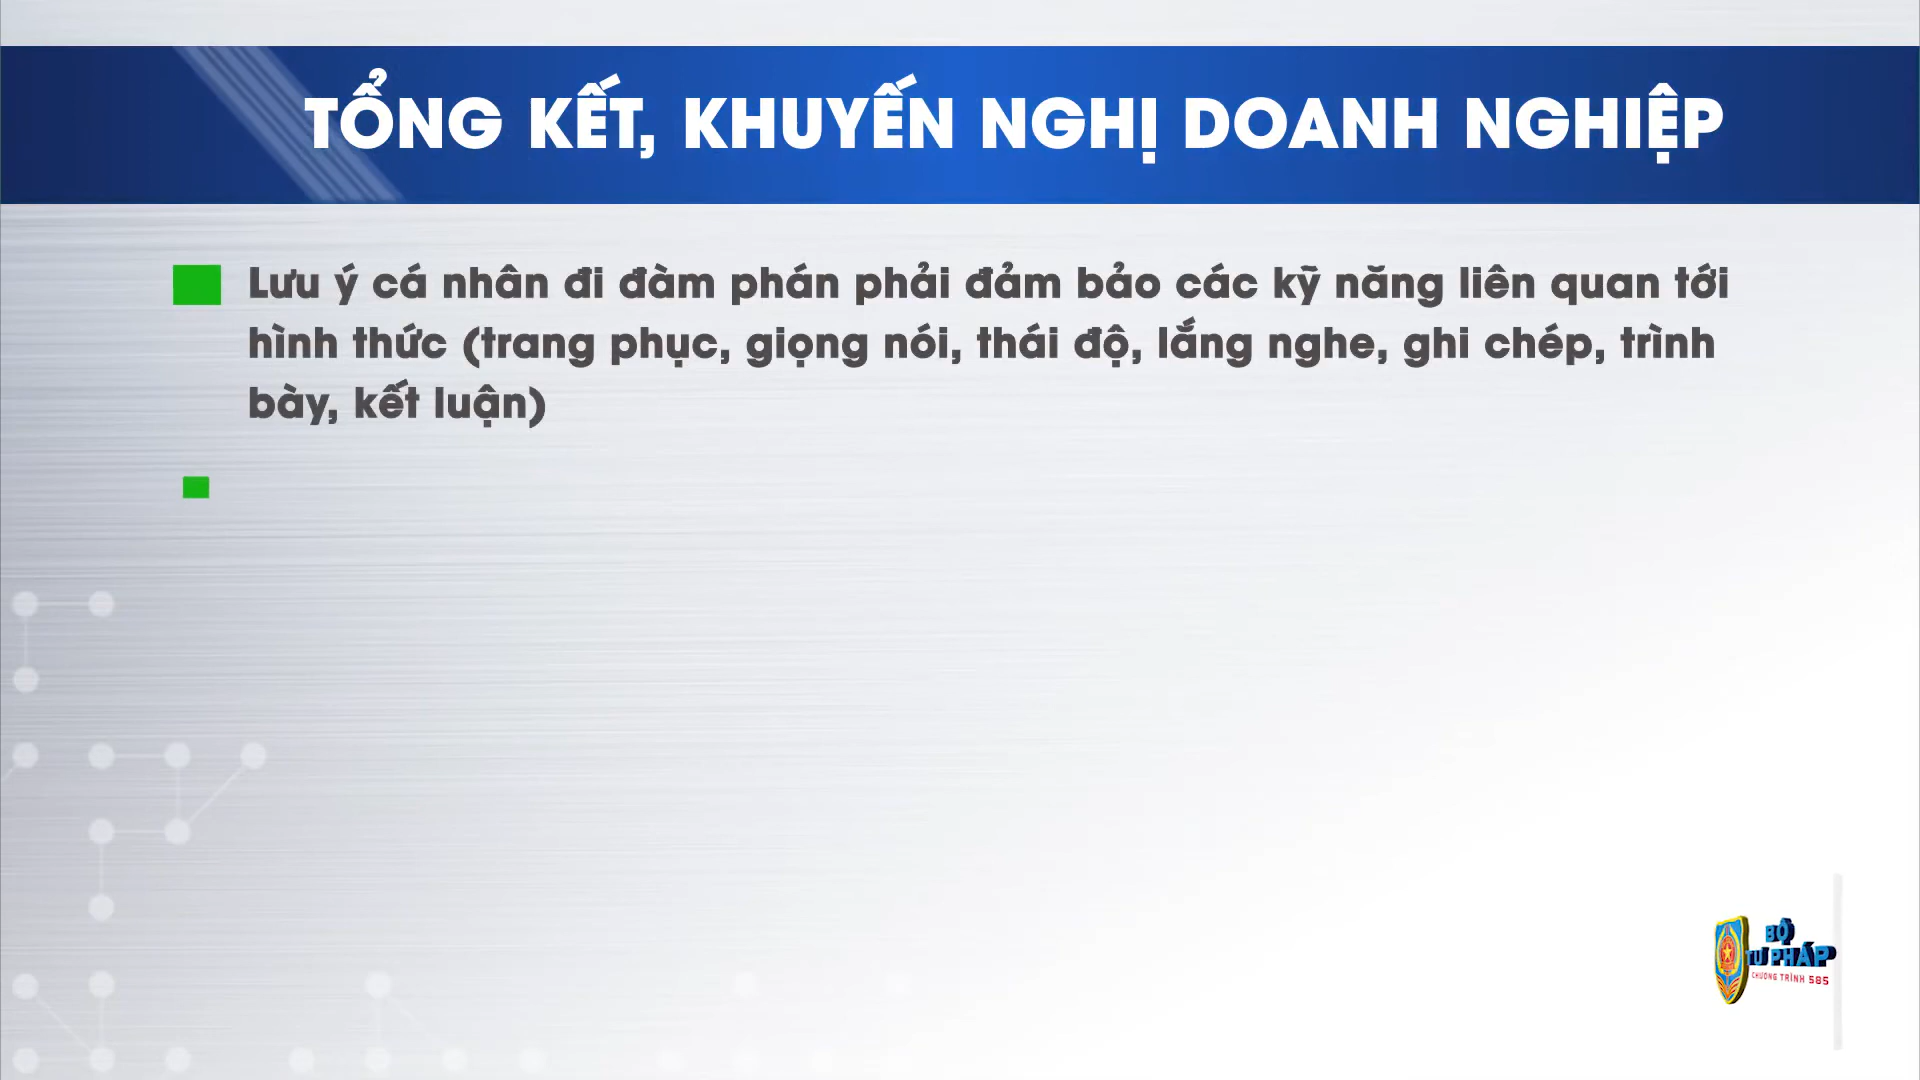 TỔNG KẾT, KHUYẾN NGHỊ DOANH NGHIỆP
Lưu ý cá nhân đi đàm phán phải đảm bảo các kỹ năng liên quan tới
hình thức (trang phục, giọng nói, thái độ, lắng nghe, ghi chép, trình
bày, kết luận)
BỘ
TƯ PHÁP
CHƯƠNG TRÌNH 585